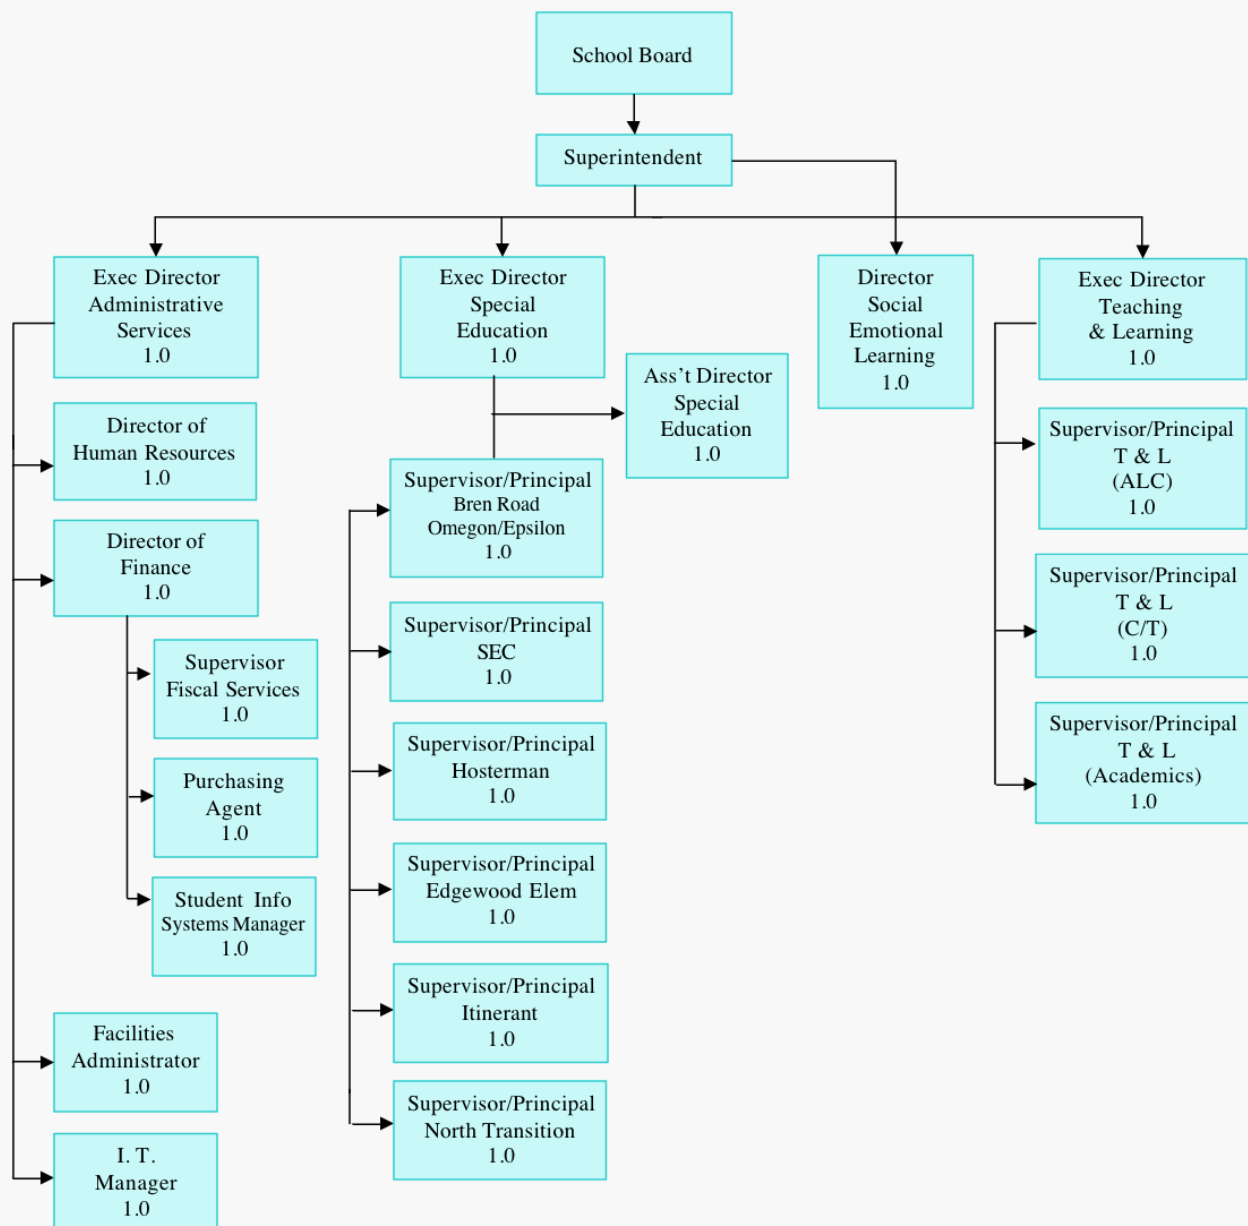 School Board
Superintendent
Exec Director
Administrative
Services
1.0
Exec Director
Special
Education
1.0
Director
Social
Emotional
Learning
1.0
Exec Director
Teaching
& Learning
1.0
Ass’t Director
Special
Education
1.0
Director of
Human Resources
1.0
Director of
Finance
1.0
Supervisor
Fiscal Services
1.0
Purchasing
Agent
1.0
Student Info
Systems Manager
1.0
Facilities
Administrator
1.0
I. T.
Manager
1.0
Supervisor/Principal
Bren Road
Omegon/Epsilon
1.0
Supervisor/Principal
SEC
1.0
Supervisor/Principal
Hosterman
1.0
Supervisor/Principal
Edgewood Elem
1.0
Supervisor/Principal
Itinerant
1.0
Supervisor/Principal
North Transition
1.0
Supervisor/Principal
T & L
(ALC)
1.0
Supervisor/Principal
T & L
(C/T)
1.0
Supervisor/Principal
T & L
(Academics)
1.0